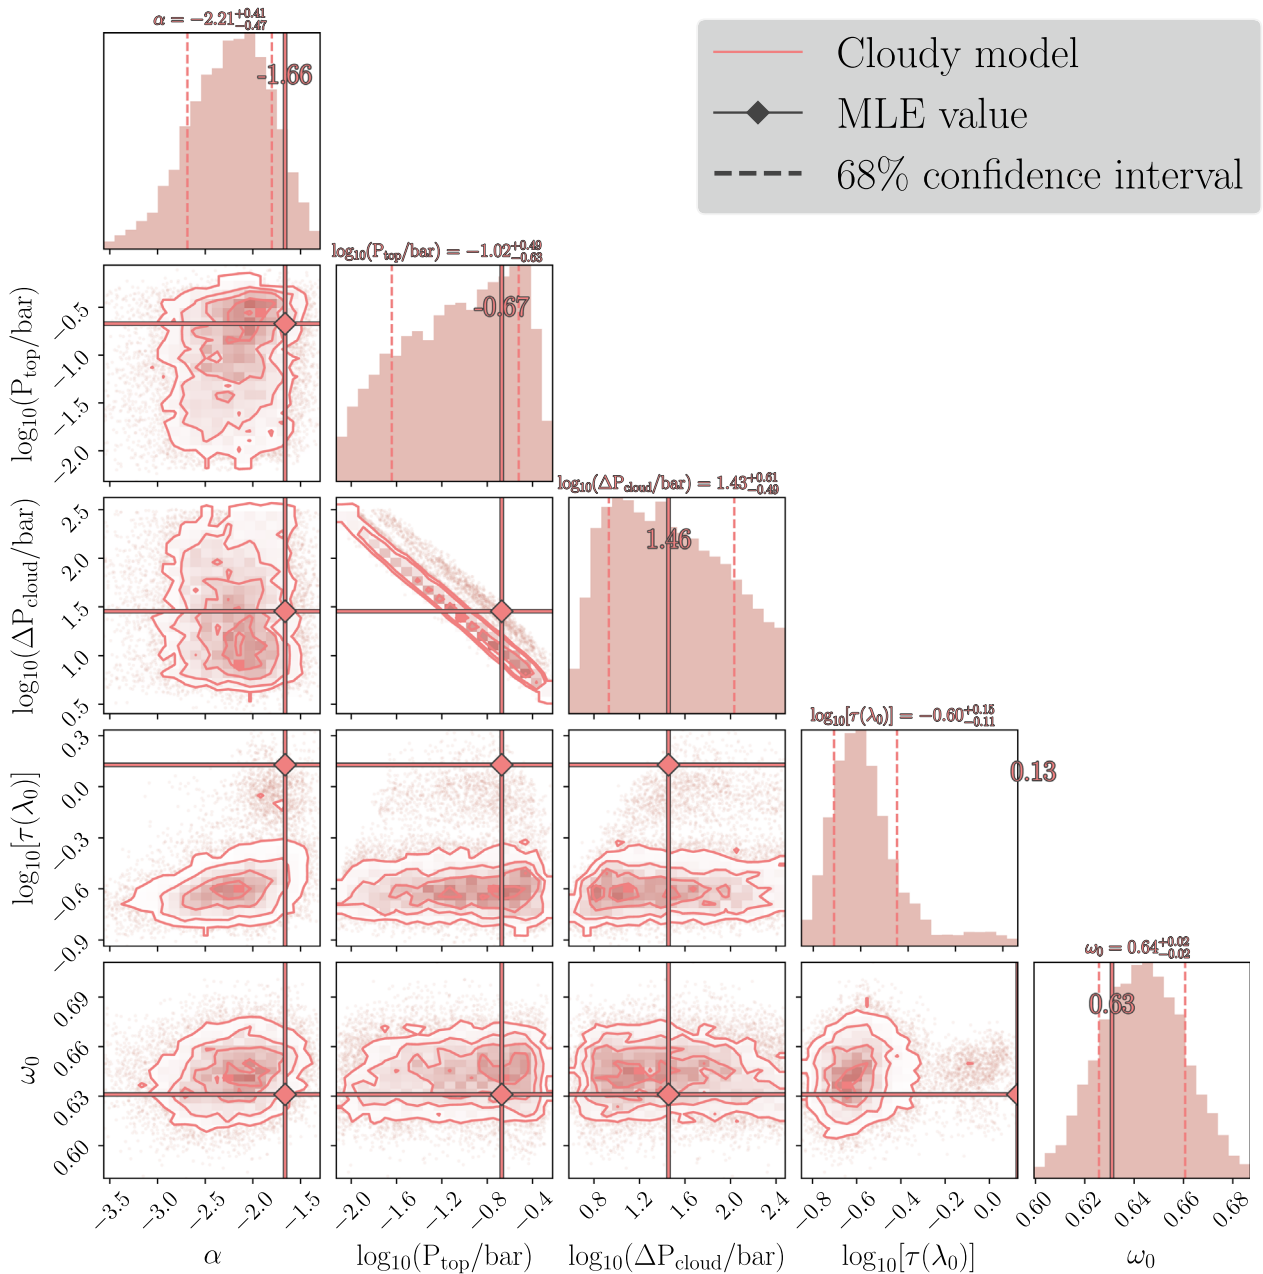 α = −2.21+0.41−0.47
-1.66
Cloudy model
MLE value
68% confidence interval
log10(Ptop/bar) = −1.02+0.49−0.63
-0.67
log10(Ptop/bar)
−0.5
−1.0
−1.5
−2.0
log10(ΔPcloud/bar) = 1.43+0.61−0.49
1.46
log10(ΔPcloud/bar)
2.5
2.0
1.5
1.0
0.5
log10[τ(λ0)] = −0.60+0.15−0.11
0.13
log10[τ(λ0)]
0.3
0.0
−0.3
−0.6
−0.9
ω0 = 0.64+0.02−0.02
0.63
ω0
0.69
0.66
0.63
0.60
−3.5 −3.0 −2.5 −2.0 −1.5
−2.0 −1.6 −1.2 −0.8 −0.4
0.8 1.2 1.6 2.0 2.4
−0.8 −0.6 −0.4 −0.2 0.0
0.60 0.62 0.64 0.66 0.68
α
log10(Ptop/bar)
log10(ΔPcloud/bar)
log10[τ(λ0)]
ω0